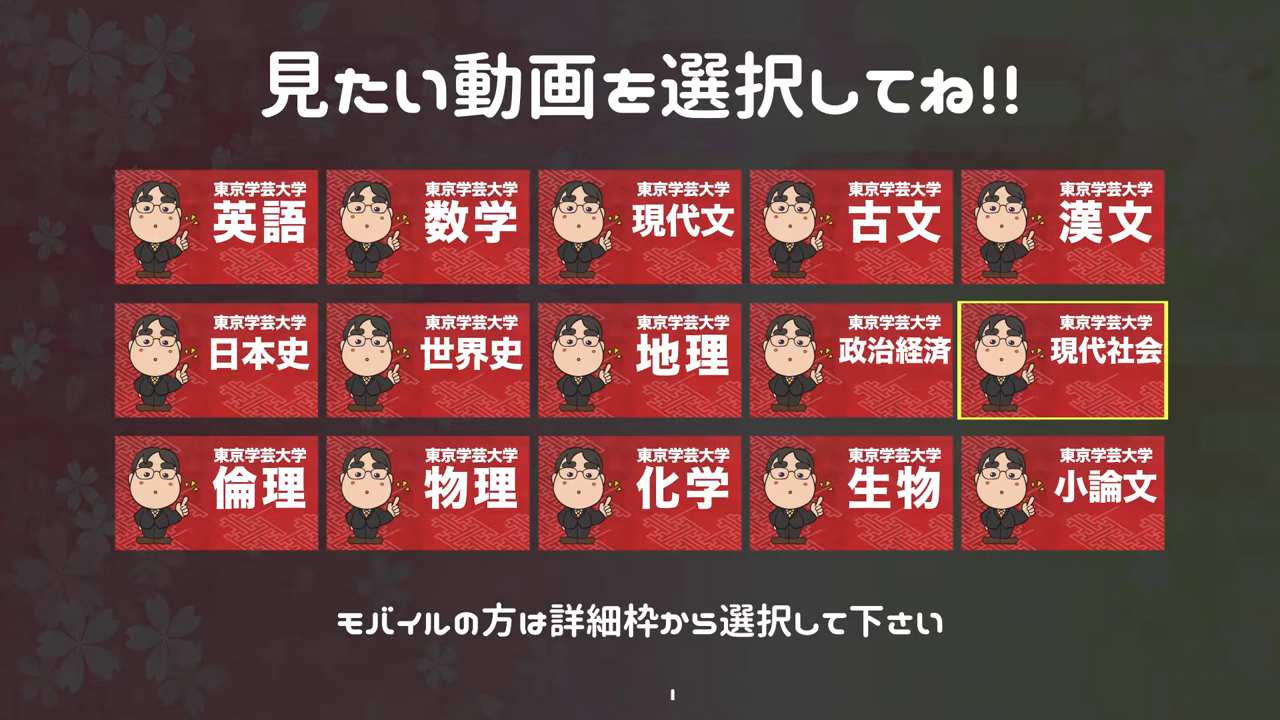 見たい動画を選択してね!!
東京学芸大学
英語
東京学芸大学
数学
東京学芸大学
現代文
東京学芸大学
古文
東京学芸大学
漢文
東京学芸大学
日本史
東京学芸大学
世界史
東京学芸大学
地理
東京学芸大学
政治経済
東京学芸大学
現代社会
東京学芸大学
倫理
東京学芸大学
物理
東京学芸大学
化学
東京学芸大学
生物
東京学芸大学
小論文
モバイルの方は詳細枠から選択して下さい
1